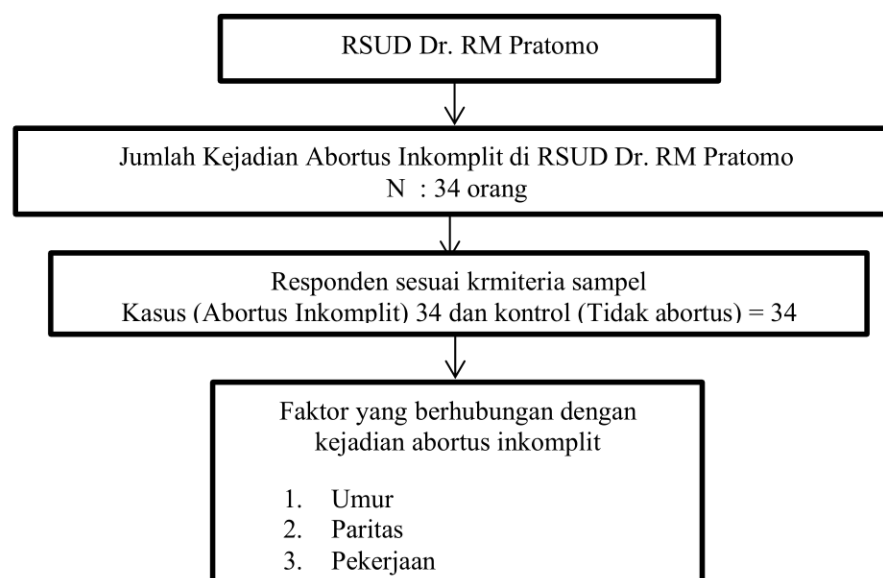 RSUD Dr. RM Pratomo
Jumlah Kejadian Abortus Inkomplit di RSUD Dr. RM Pratomo
N : 34 orang
Responden sesuai krmiteria sampel
Kasus (Abortus Inkomplit) 34 dan kontrol (Tidak abortus) = 34
Faktor yang berhubungan dengan
kejadian abortus inkomplit
1. Umur
2. Paritas
3. Pekerjaan